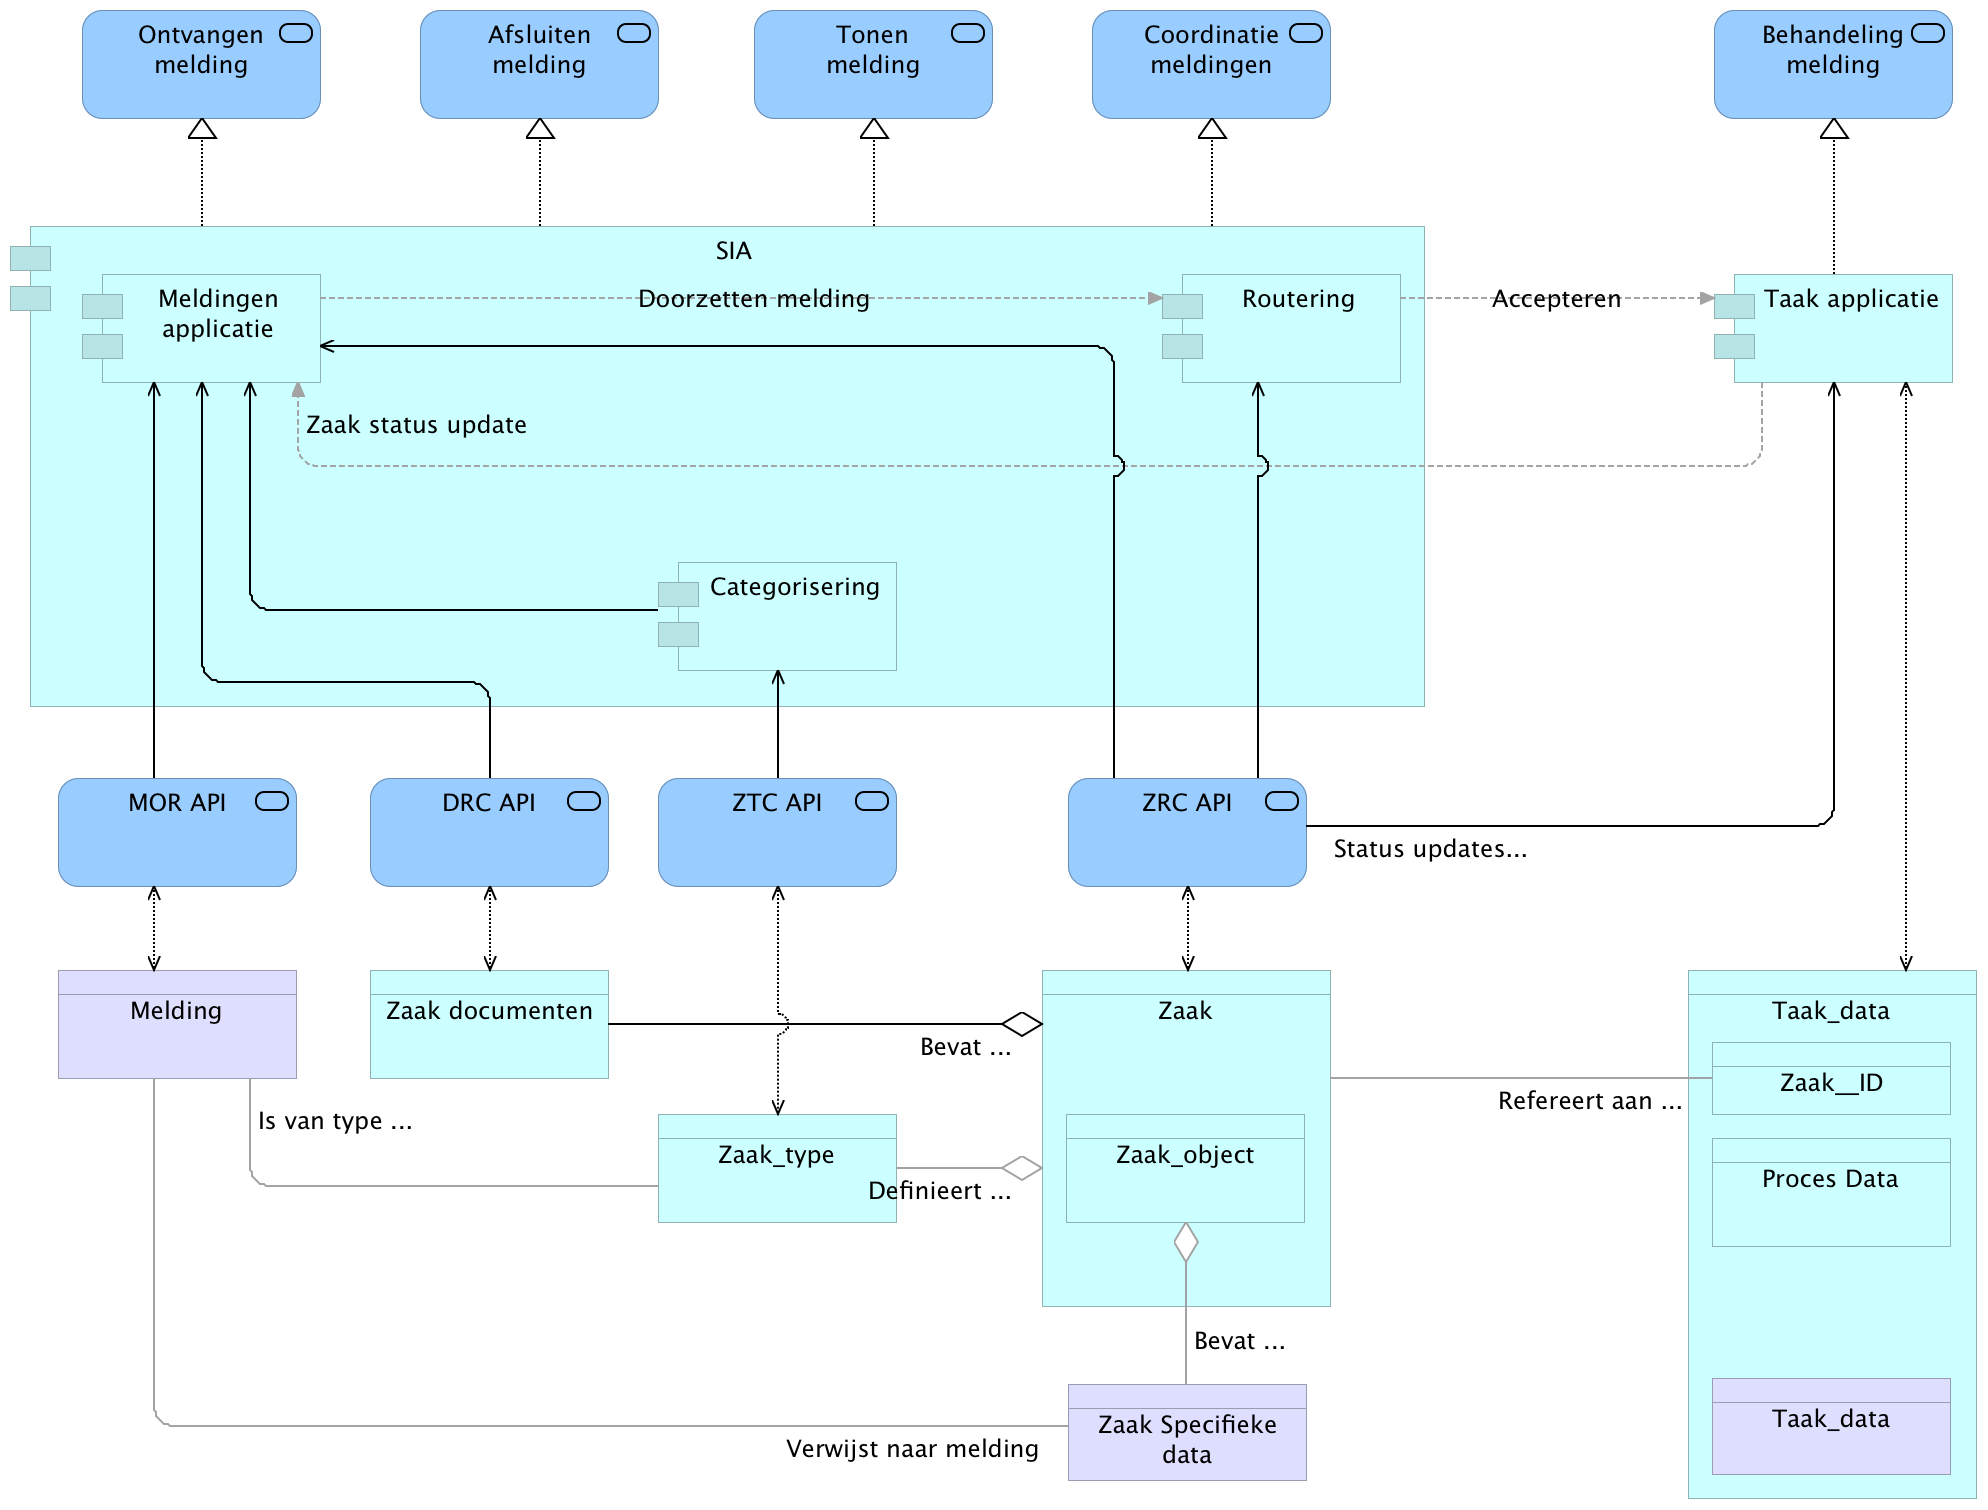 Ontvangen
melding
Afsluiten
melding
Tonen
melding
Coordinatie
meldingen
Behandeling
melding
SIA
Meldingen
applicatie
Doorzetten melding
Routering
Accepteren
Taak applicatie
Zaak status update
Categorisering
MOR API
DRC API
ZTC API
ZRC API
Status updates...
Melding
Zaak documenten
Bevat ...
Zaak
Taak_data
Zaak__ID
Refereert aan ...
Is van type ...
Zaak_type
Definieert ...
Zaak_object
Proces Data
Bevat ...
Zaak Specifieke
data
Verwijst naar melding
Taak_data